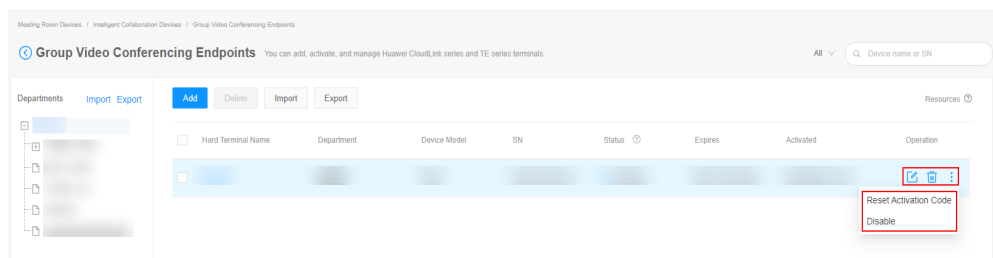 Meeting Room Devices / Intelligent Collaboration Devices / Group Video Conferencing Endpoints
Group Video Conferencing Endpoints You can add, activate, and manage Huawei CloudLink series and TE series terminals. All Device name or SN
Departments Import Export Add Delete Import Export Resources
Hard Terminal Name Department Device Model SN Status Expires Activated Operation
Reset Activation Code
Disable